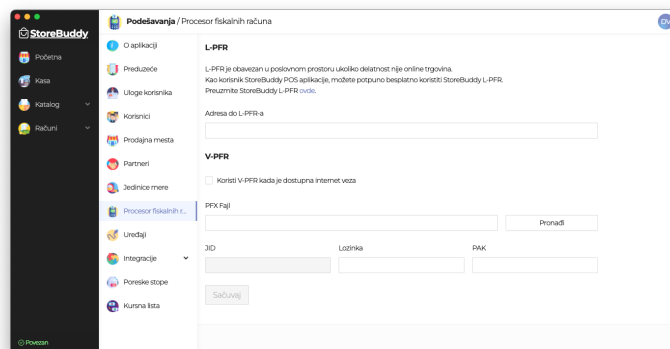 StoreBuddy
Početna
Kasa
Katalog
Računi
Povezan
Podešavanja / Procesor fiskalnih računa
DV
O aplikaciji
Preduzeće
Uloge korisnika
Korisnici
Prodajna mesta
Partneri
Jedinice mere
Procesor fiskalnih r...
Uređaji
Integracije
Poreske stope
Kursna lista
L-PFR
L-PFR je obavezan u poslovnom prostoru ukoliko delatnost nije online trgovina.
Kao korisnik StoreBuddy POS aplikacije, možete potpuno besplatno koristiti StoreBuddy L-PFR.
Preuzmite StoreBuddy L-PFR ovde.
Adresa do L-PFR-a
V-PFR
Koristi V-PFR kada je dostupna internet veza
PFX Fajl
Pronađi
JID
Lozinka
PAK
Sačuvaj